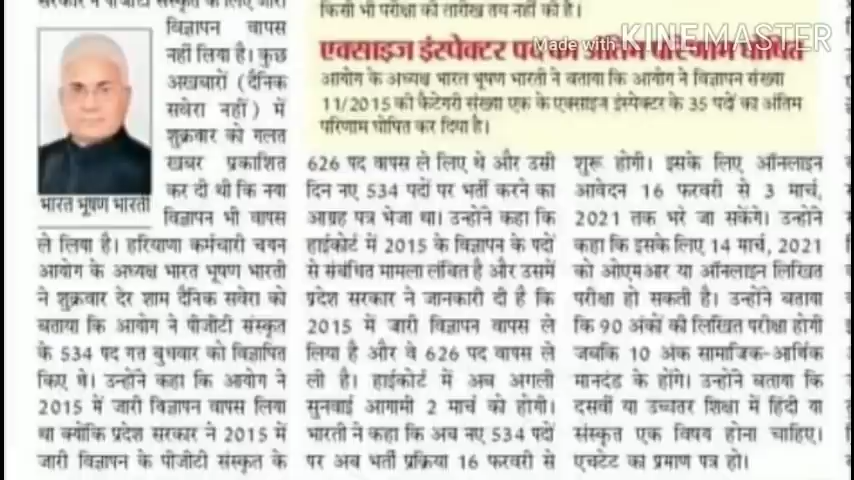 सरकार ने पीजीटी संस्कृत के लिए जारी
विज्ञापन वापस
नहीं लिया है। कुछ
अखबारों (दैनिक
सवेरा नहीं) में
शुक्रवार को गलत
खबर प्रकाशित
कर दी थी कि नया
विज्ञापन भी वापस
भारत भूषण भारती
ले लिया है। हरियाणा कर्मचारी चयन
आयोग के अध्यक्ष भारत भूषण भारती
ने शुक्रवार देर शाम दैनिक सवेरा को
बताया कि आयोग ने पीजीटी संस्कृत
के 534 पद गत बुधवार को विज्ञापित
किए थे। उन्होंने कहा कि आयोग ने
2015 में जारी विज्ञापन वापस लिया
था क्योंकि प्रदेश सरकार ने 2015 में
जारी विज्ञापन के पीजीटी संस्कृत के
किसी भी परीक्षा की तारीख तय नहीं की है।
एक्साइज इंस्पेक्टर पद का अंतिम परिणाम घोषित
Made with KINEMASTER
आयोग के अध्यक्ष भारत भूषण भारती ने बताया कि आयोग ने विज्ञापन संख्या
11/2015 की कैटेगरी संख्या एक के एक्साइज इंस्पेक्टर के 35 पदों का अंतिम
परिणाम घोषित कर दिया है।
626 पद वापस ले लिए थे और उसी
दिन नए 534 पदों पर भर्ती करने का
आग्रह पत्र भेजा था। उन्होंने कहा कि
हाईकोर्ट में 2015 के विज्ञापन के पदों
से संबंधित मामला लंबित है और उसमें
प्रदेश सरकार ने जानकारी दी है कि
2015 में जारी विज्ञापन वापस ले
लिया है और वे 626 पद वापस ले
ली है। हाईकोर्ट में अब अगली
सुनवाई आगामी 2 मार्च को होगी।
भारती ने कहा कि अब नए 534 पदों
पर अब भर्ती प्रक्रिया 16 फरवरी से
शुरू होगी। इसके लिए ऑनलाइन
आवेदन 16 फरवरी से 3 मार्च,
2021 तक भरे जा सकेंगे। उन्होंने
कहा कि इसके लिए 14 मार्च, 2021
को ओएमआर या ऑनलाइन लिखित
परीक्षा हो सकती है। उन्होंने बताया
कि 90 अंकों की लिखित परीक्षा होगी
जबकि 10 अंक सामाजिक-आर्थिक
मानदंड के होंगे। उन्होंने बताया कि
दसवीं या उच्चतर शिक्षा में हिंदी या
संस्कृत एक विषय होना चाहिए।
एचटेट का प्रमाण पत्र हो।